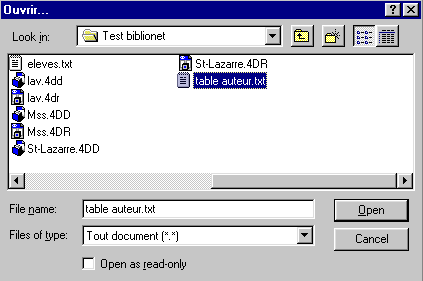 Ouvrir...
Look in: Test biblionet
eleves.txt
lav.4dd
lav.4dr
Mss.4DD
Mss.4DR
St-Lazarre.4DD
St-Lazarre.4DR
table auteur.txt
File name: table auteur.txt
Open
Files of type: Tout document (*.*)
Cancel
Open as read-only